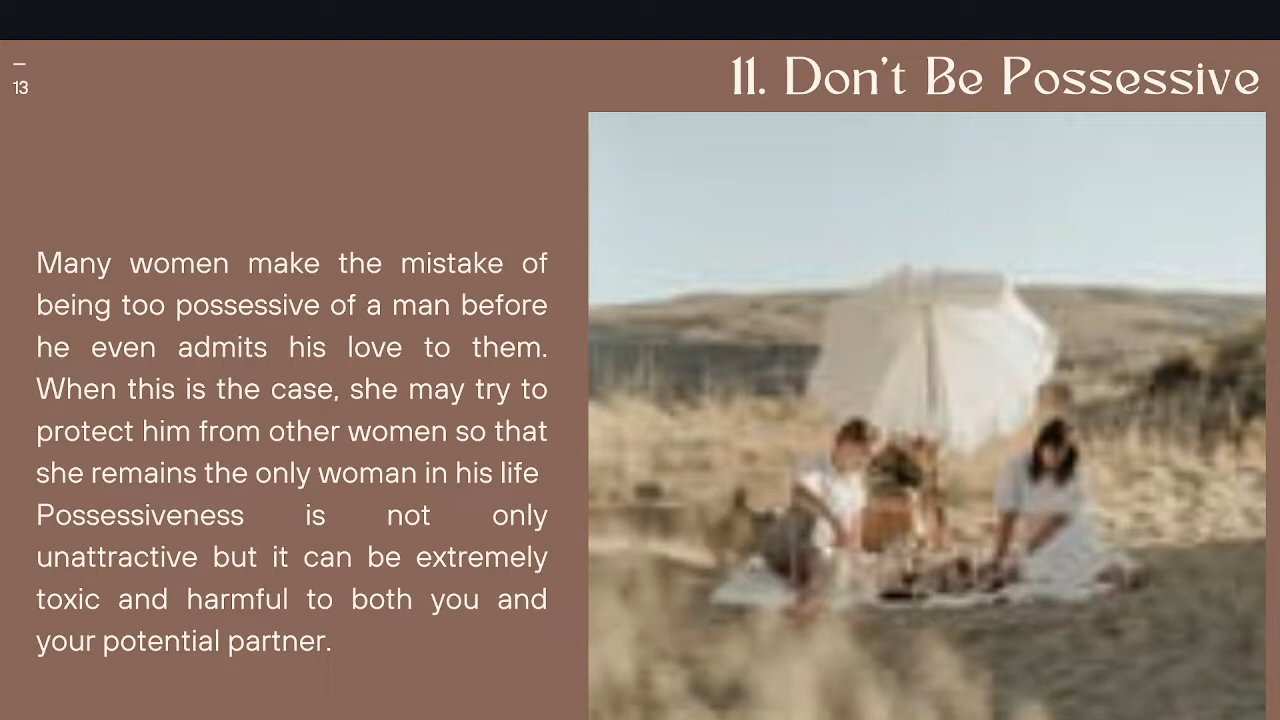 –
13
11. Don't Be Possessive
Many women make the mistake of
being too possessive of a man before
he even admits his love to them.
When this is the case, she may try to
protect him from other women so that
she remains the only woman in his life
Possessiveness is not only
unattractive but it can be extremely
toxic and harmful to both you and
your potential partner.